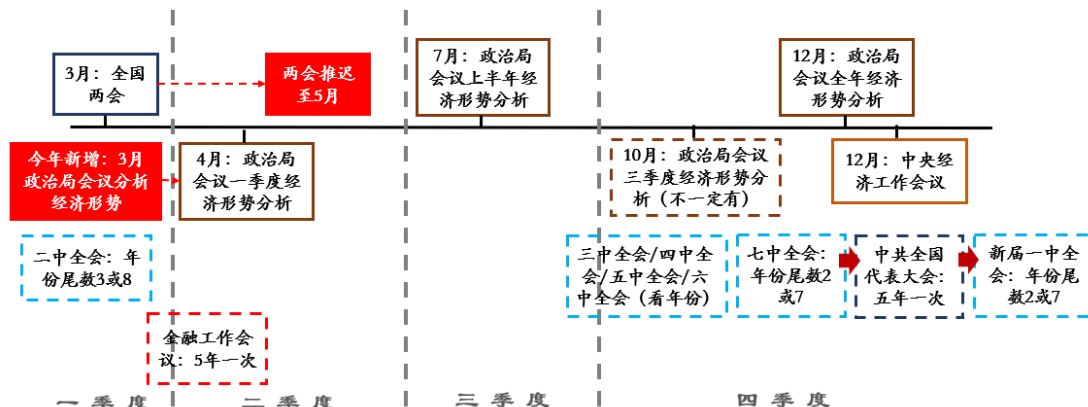 3月：全国
两会
两会推迟
至5月
7月：政治局
会议上半年经
济形势分析
12月：政治局
会议全年经济
形势分析
今年新增：3月
政治局会议分析
经济形势
4月：政治局
会议一季度经
济形势分析
10月：政治局会议
三季度经济形势分
析（不一定有）
12月：中央经
济工作会议
二中全会：年
份尾数3或8
三中全会/四中全
会/五中全会/六
中全会（看年份）
七中全会：
年份尾数2
或7
中共全国
代表大会：
五年一次
新届一中全
会：年份尾
数2或7
金融工作会
议：5年一次
一季度
二季度
三季度
四季度